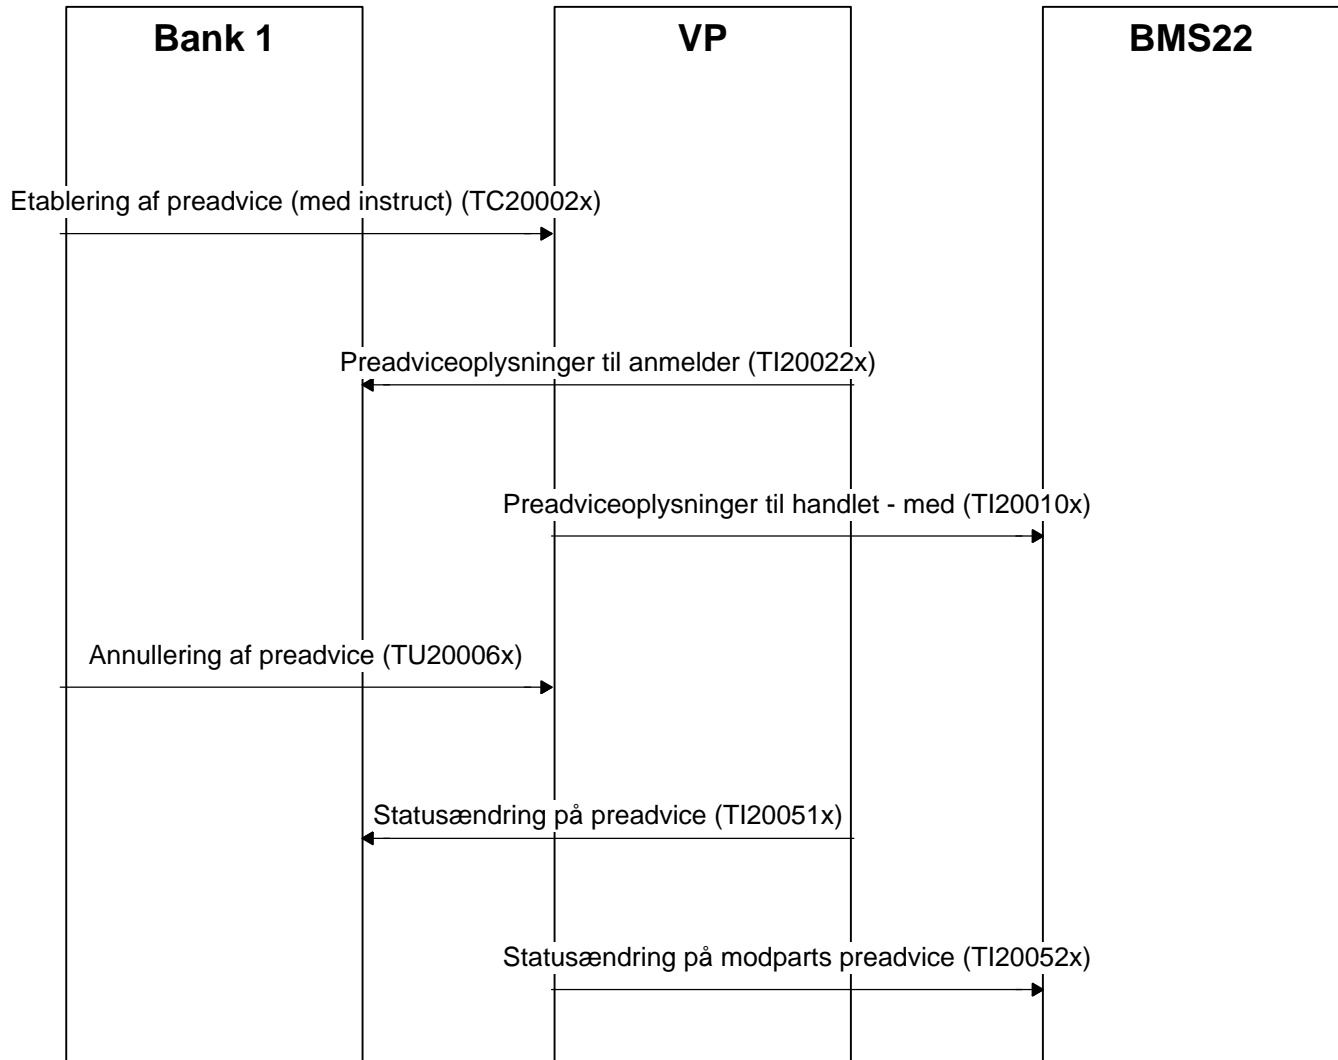 Bank 1
VP
BMS22
Etablering af preadvice (med instruct) (TC20002x)
Preadviceoplysninger til anmelder (TI20022x)
Preadviceoplysninger til handlet - med (TI20010x)
Annullering af preadvice (TU20006x)
Statusændring på preadvice (TI20051x)
Statusændring på modparts preadvice (TI20052x)